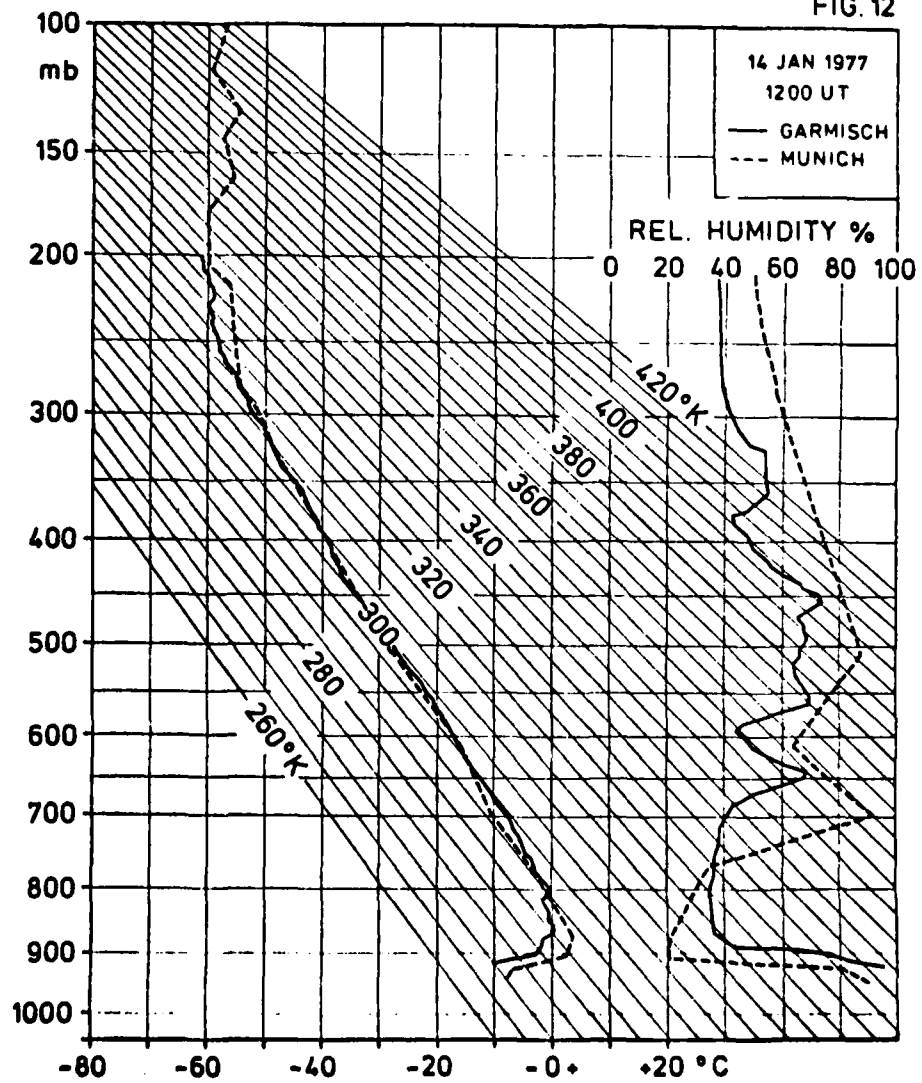 FIG. 12
100
mb
150
200
300
400
500
600
700
800
900
1000
14 JAN 1977
1200 UT
GARMISCH
MUNICH
REL. HUMIDITY %
0 20 40 60 80 100
420°K
400
380
360
340
320
300
280
260°K
-80 -60 -40 -20 -0+ +20 °C